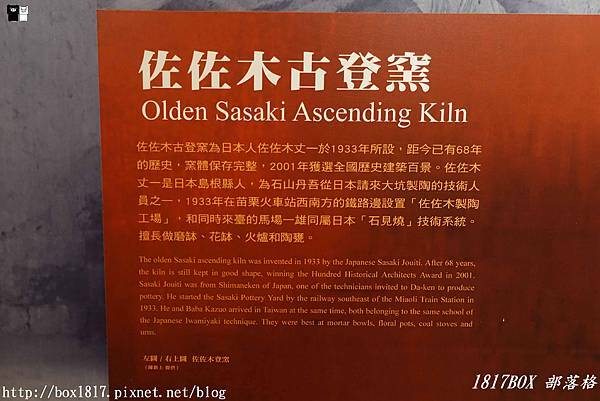 佐佐木古登窯
Olden Sasaki Ascending Kiln
佐佐木古登窯為日本人佐佐木丈一於1933年所設，距今已有68年
的歷史，窯體保存完整，2001年獲選全國歷史建築百景。佐佐木
丈一是日本島根縣人，為石山丹吾從日本請來大坑製陶的技術人
員之一，1933年在苗栗火車站西南方的鐵路邊設置「佐佐木製陶
工場」，和同時來臺的馬場一雄同屬日本「石見燒」技術系統。
擅長做磨缽、花缽、火爐和陶甕。
The olden Sasaki ascending kiln was invented in 1933 by the Japanese Sasaki Jouiti. After 68 years,
the kiln is still kept in good shape, winning the Hundred Historical Architects Award in 2001.
Sasaki Jouiti was from Shimaneken of Japan, one of the technicians invited to Da-ken to produce
pottery. He started the Sasaki Pottery Yard by the railway southeast of the Miaoli Train Station in
1933. He and Baba Kazuo arrived in Taiwan at the same time, both belonging to the same school of
the Japanese Iwamiyaki technique. They were best at mortar bowls, floral pots, coal stoves and
urns.
左圖 / 右上圖 佐佐木登窯
http://box1817.pixnet.net/blog
1817BOX 部落格